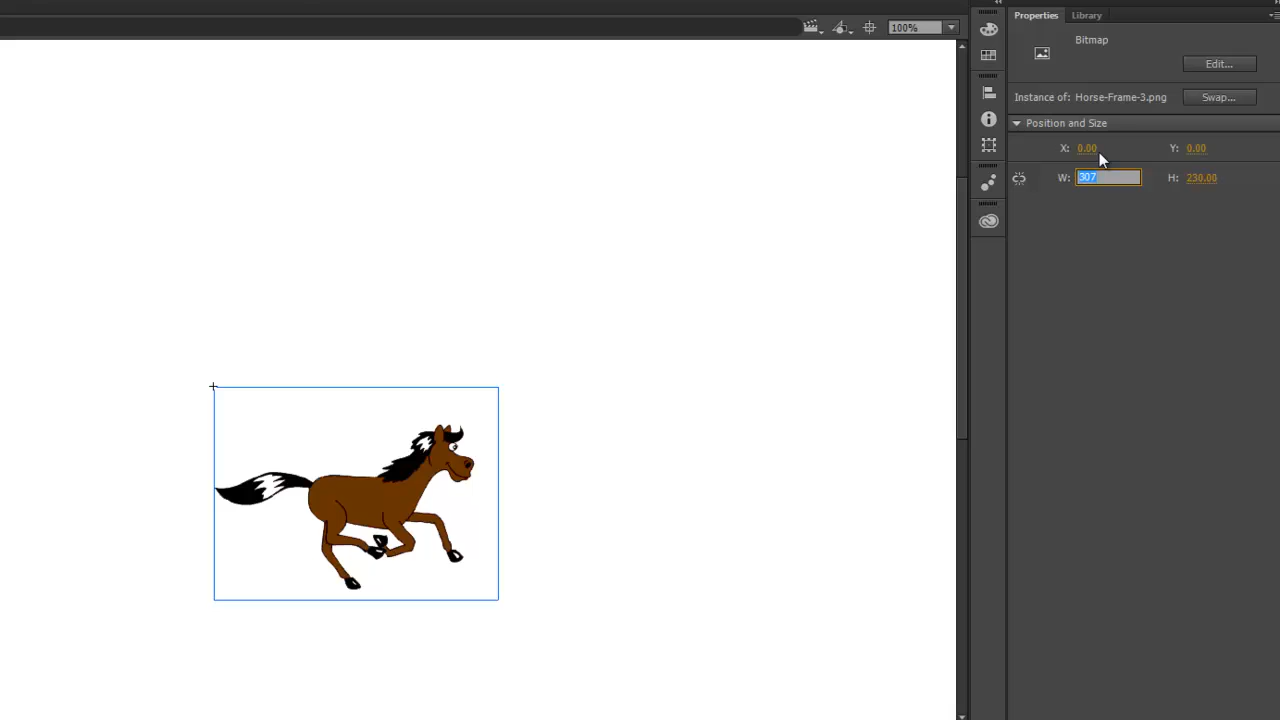 Properties Library
100%
Bitmap
Edit...
Instance of: Horse-Frame-3.png Swap...
Position and Size
X: 0.00 Y: 0.00
W: 307 H: 230.00